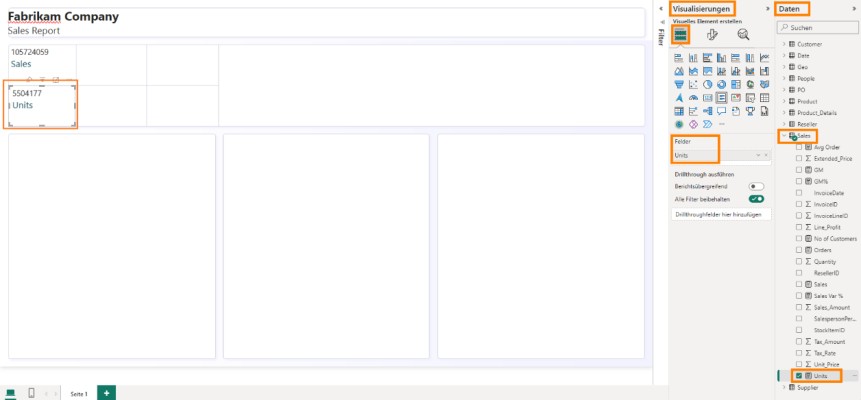 Fabrikam Company
Sales Report
105724059
Sales
5504177
Units
Seite 1
Filter
Visualisierungen
Visuelles Element erstellen
Felder
Units
Drillthrough ausführen
Berichtsübergreifend
Alle Filter beibehalten
Drillthroughfelder hier hinzufügen
Daten
Suchen
Customer
Date
Geo
People
PO
Product
Product_Details
Reseller
Sales
Avg Order
Extended_Price
GM
GM%
InvoiceDate
InvoiceID
InvoiceLineID
Line_Profit
No of Customers
Orders
Quantity
ResellerID
Sales
Sales Var %
Sales_Amount
SalespersonPer...
StockItemID
Tax_Amount
Tax_Rate
Unit_Price
Units
Supplier